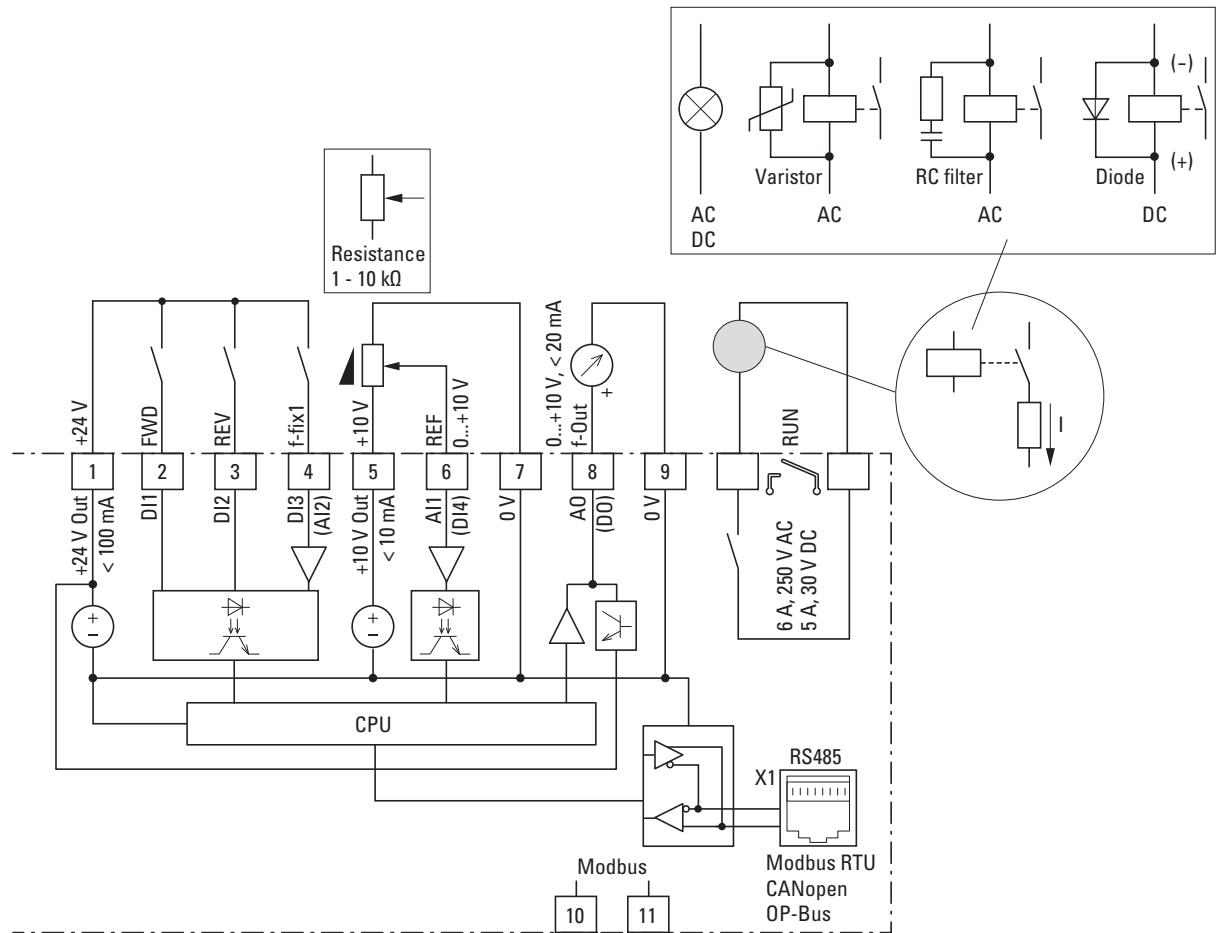 (–)
(+)
Varistor
RC filter
Diode
AC
DC
AC
AC
DC
Resistance
1 - 10 kΩ
+24 V
FWD
REV
f-fix1
+10 V
REF
0...+10 V
0...+10 V, < 20 mA
f-Out
+
RUN
I
1
2
3
4
5
6
7
8
9
+24 V Out
< 100 mA
DI1
DI2
DI3
(AI2)
+10 V Out
< 10 mA
AI1
(DI4)
0 V
AO
(DO)
0 V
6 A, 250 V AC
5 A, 30 V DC
+
–
+
–
CPU
RS485
X1
Modbus RTU
CANopen
OP-Bus
Modbus
10
11